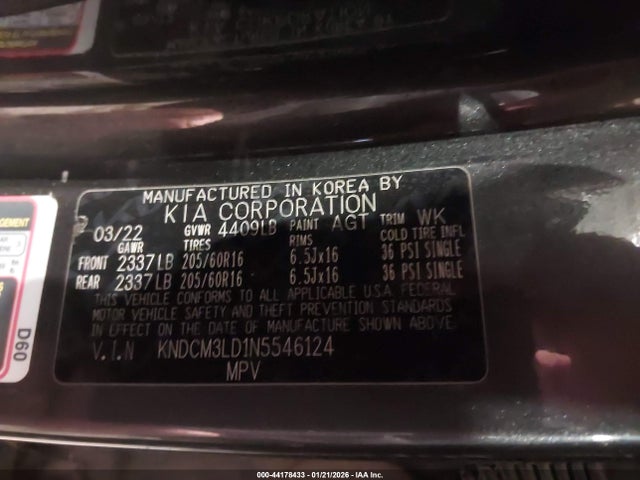 MANUFACTURED IN KOREA BY
KIA CORPORATION
03/22 GVWR 4409LB PAINT AGT TRIM WK
GAWR TIRES RIMS COLD TIRE INFL
FRONT 2337LB 205/60R16 6.5Jx16 36 PSI SINGLE
REAR 2337LB 205/60R16 6.5Jx16 36 PSI SINGLE
THIS VEHICLE CONFORMS TO ALL APPLICABLE U.S.A. FEDERAL
MOTOR VEHICLE SAFETY AND THEFT PREVENTION STANDARDS
IN EFFECT ON THE DATE OF MANUFACTURE SHOWN ABOVE.
V.I.N KNDCM3LD1N5546124
MPV
D60
000-44178433 - 01/21/2026 - IAA Inc.